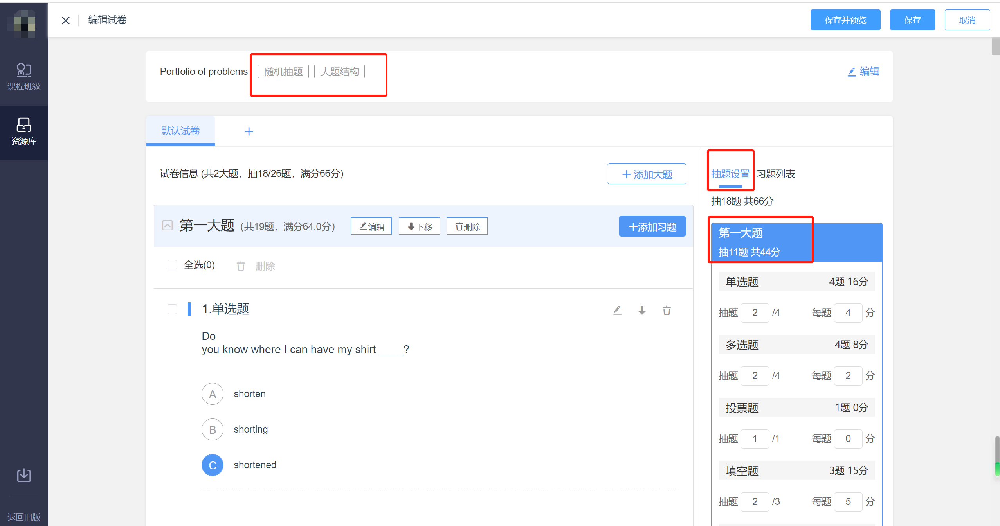 编辑试卷
保存并预览
保存
取消
课程班级
资源库
返回旧版
Portfolio of problems 随机抽题 大题结构
编辑
默认试卷 +
试卷信息 (共2大题，抽18/26题，满分66分)
+ 添加大题
第一大题 (共19题，满分64.0分) 编辑 下移 删除
+添加习题
全选(0) 删除
1.单选题
Do
you know where I can have my shirt ____?
A shorten
B shorting
C shortened
抽题设置 习题列表
抽18题 共66分
第一大题
抽11题 共44分
单选题 4题 16分
抽题 2 /4 每题 4 分
多选题 4题 8分
抽题 2 /4 每题 2 分
投票题 1题 0分
抽题 1 /1 每题 0 分
填空题 3题 15分
抽题 2 /3 每题 5 分